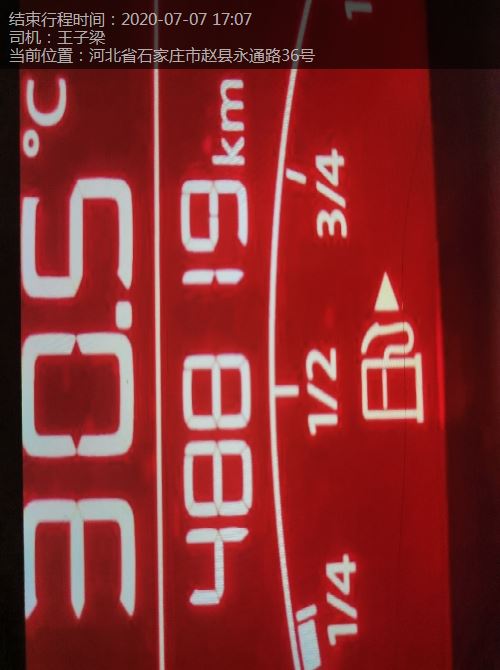 结束行程时间：2020-07-07 17:07
司机：王子梁
当前位置：河北省石家庄市赵县永通路36号
30.5°C
48819km
1/4 1/2 3/4 1